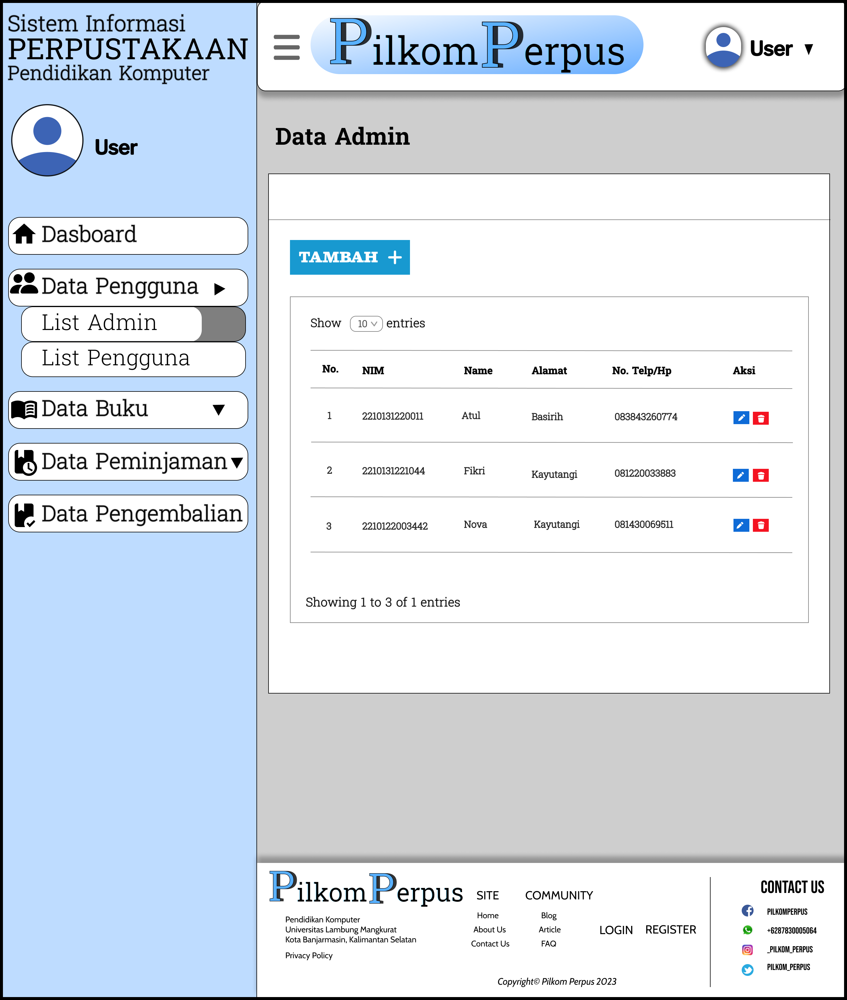 Sistem Informasi
PERPUSTAKAAN
Pendidikan Komputer
User
Dasboard
Data Pengguna
List Admin
List Pengguna
Data Buku
Data Peminjaman
Data Pengembalian
PilkomPerpus
User
Data Admin
TAMBAH +
Show 10 entries
No. NIM Name Alamat No. Telp/Hp Aksi
1 2210131220011 Atul Basirih 083843260774
2 2210131221044 Fikri Kayutangi 081220033883
3 2210122003442 Nova Kayutangi 081430069511
Showing 1 to 3 of 1 entries
PilkomPerpus
Pendidikan Komputer
Universitas Lambung Mangkurat
Kota Banjarmasin, Kalimantan Selatan
Privacy Policy
SITE
Home
About Us
Contact Us
COMMUNITY
Blog
Article
FAQ
LOGIN
REGISTER
Copyright© Pilkom Perpus 2023
CONTACT US
PILKOMPERPUS
+6287830005064
_PILKOM_PERPUS
PILKOM_PERPUS